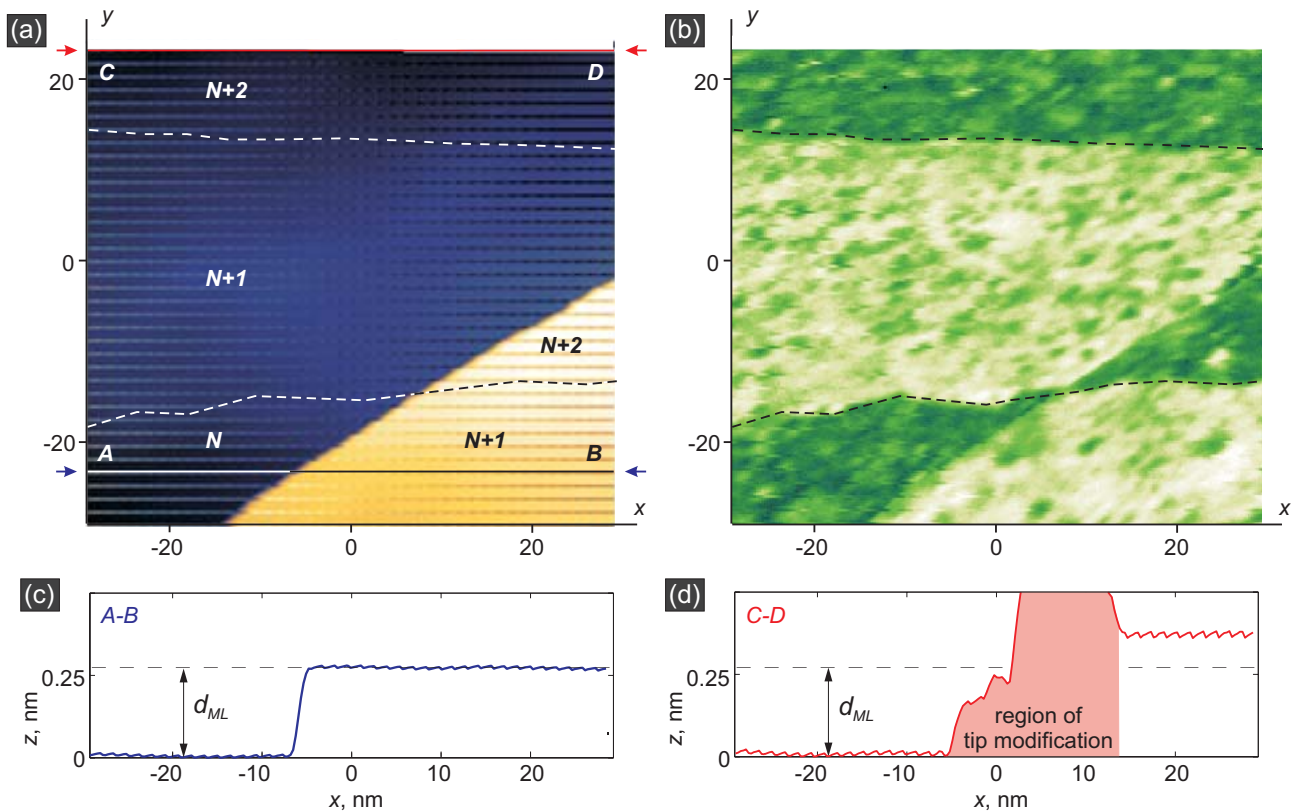 (a)
y
20
0
-20
C
D
N+2
N+1
N+2
A
N
N+1
B
x
-20
0
20
(b)
y
20
0
-20
x
-20
0
20
(c)
A-B
z, nm
0.25
0
d_ML
-20
-10
0
10
20
x, nm
(d)
C-D
z, nm
0.25
0
d_ML
region of
tip modification
-20
-10
0
10
20
x, nm